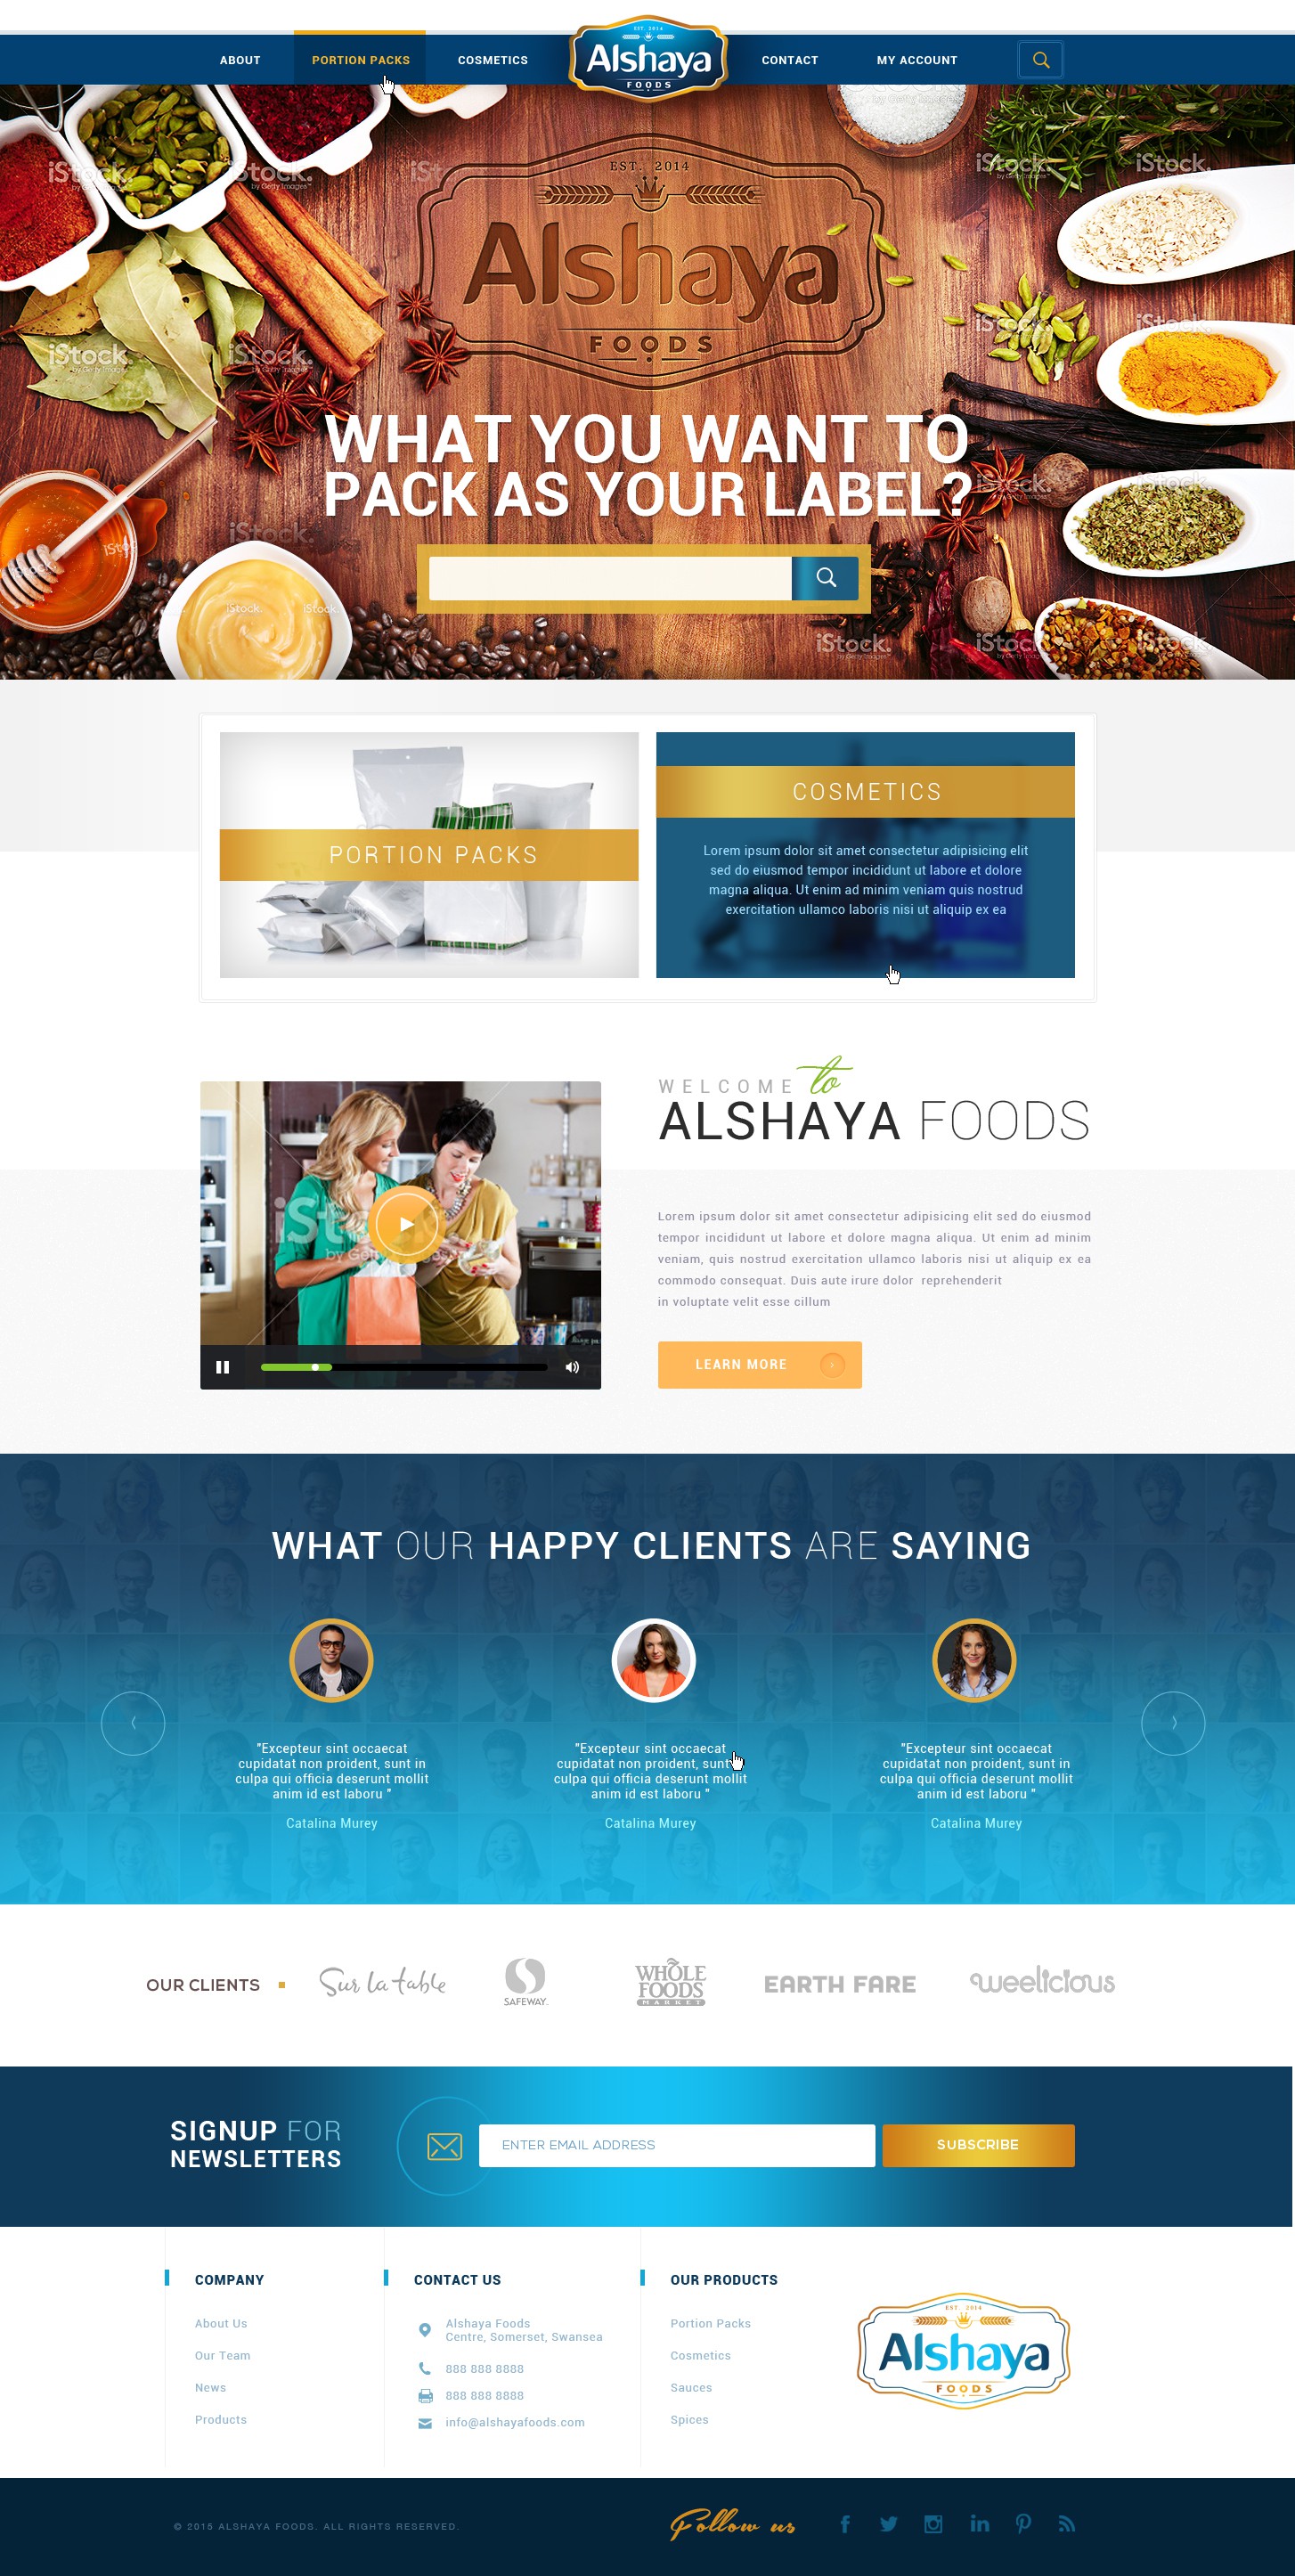 ABOUT
PORTION PACKS
COSMETICS
EST. 2014
Alshaya
FOODS
CONTACT
MY ACCOUNT
iStock.
by Getty Images
EST. 2014
Alshaya
FOODS
WHAT YOU WANT TO
PACK AS YOUR LABEL?
PORTION PACKS
COSMETICS
Lorem ipsum dolor sit amet consectetur adipisicing elit
sed do eiusmod tempor incididunt ut labore et dolore
magna aliqua. Ut enim ad minim veniam quis nostrud
exercitation ullamco laboris nisi ut aliquip ex ea
WELCOME to
ALSHAYA FOODS
Lorem ipsum dolor sit amet consectetur adipisicing elit sed do eiusmod
tempor incididunt ut labore et dolore magna aliqua. Ut enim ad minim
veniam, quis nostrud exercitation ullamco laboris nisi ut aliquip ex ea
commodo consequat. Duis aute irure dolor reprehenderit
in voluptate velit esse cillum
LEARN MORE
WHAT OUR HAPPY CLIENTS ARE SAYING
"Excepteur sint occaecat
cupidatat non proident, sunt in
culpa qui officia deserunt mollit
anim id est laboru "
Catalina Murey
"Excepteur sint occaecat
cupidatat non proident, sunt
culpa qui officia deserunt mollit
anim id est laboru "
Catalina Murey
"Excepteur sint occaecat
cupidatat non proident, sunt in
culpa qui officia deserunt mollit
anim id est laboru "
Catalina Murey
OUR CLIENTS
Sur la table
SAFEWAY.
WHOLE
FOODS
MARKET
EARTH FARE
weelicious
SIGNUP FOR
NEWSLETTERS
ENTER EMAIL ADDRESS
SUBSCRIBE
COMPANY
About Us
Our Team
News
Products
CONTACT US
Alshaya Foods
Centre, Somerset, Swansea
888 888 8888
888 888 8888
info@alshayafoods.com
OUR PRODUCTS
Portion Packs
Cosmetics
Sauces
Spices
EST. 2014
Alshaya
FOODS
© 2015 ALSHAYA FOODS. ALL RIGHTS RESERVED.
Follow us